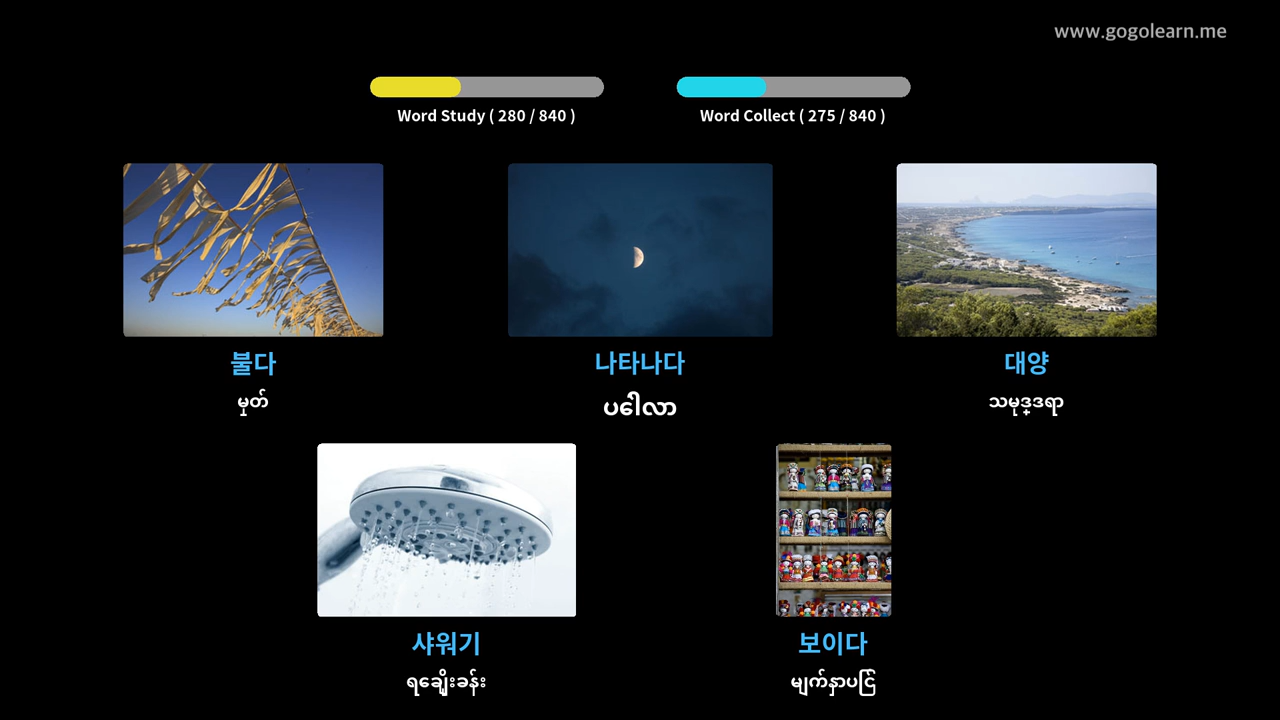 www.gogolearn.me
Word Study ( 280 / 840 )
Word Collect ( 275 / 840 )
불다
나타나다
대양
မှုတ်
ပေါ်လာ
သမုဒ္ဒရာ
샤워기
보이다
ရေချိုးခန်း
မျက်နှာပြင်